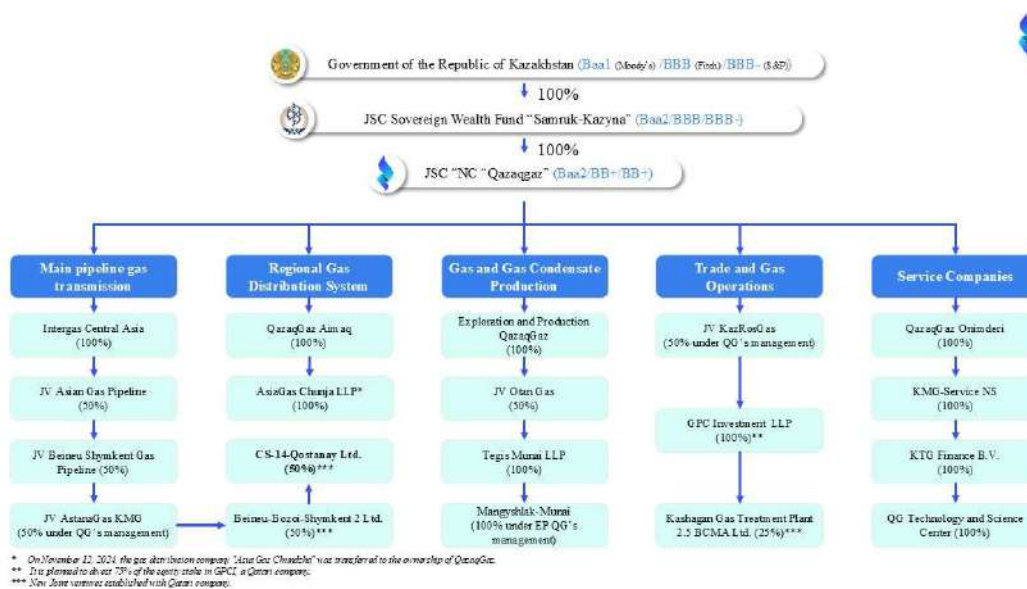 Government of the Republic of Kazakhstan (Baa1 (Moody's) /BBB (Fitch) /BBB- (S&P))
100%
JSC Sovereign Wealth Fund "Samruk-Kazyna" (Baa2/BBB/BBB-)
100%
JSC "NC "Qazaqgaz" (Baa2/BB+/BB+)
Main pipeline gas
transmission
Intergas Central Asia
(100%)
JV Asian Gas Pipeline
(50%)
JV Beineu Shymkent Gas
Pipeline (50%)
JV AstanaGas KMG
(50% under QG's management)
Regional Gas
Distribution System
QazaqGaz Aimaq
(100%)
AsiaGas Chunja LLP*
(100%)
CS-14-Qostanay Ltd.
(50%)***
Beineu-Bozoi-Shymkent 2 Ltd.
(50%)***
Gas and Gas Condensate
Production
Exploration and Production
QazaqGaz
(100%)
JV Otan Gas
(50%)
Tegis Munai LLP
(100%)
Mangyshlak-Munai
(100% under EP QG's
management)
Trade and Gas
Operations
JV KazRosGas
(50% under QG's management)
GPC Investment LLP
(100%)**
Kashagan Gas Treatment Plant
2.5 BCMA Ltd. (25%)***
Service Companies
QazaqGaz Onimderi
(100%)
KMG-Service NS
(100%)
KTG Finance B.V.
(100%)
QG Technology and Science
Center (100%)
* On November 22, 2024, the gas distribution company "Asia Gas Chundzha" was transferred to the ownership of QazaqGaz.
** It is planned to divest 75% of the equity stake in GPCI, a Qatari company.
*** New Joint ventures established with Qatari company.